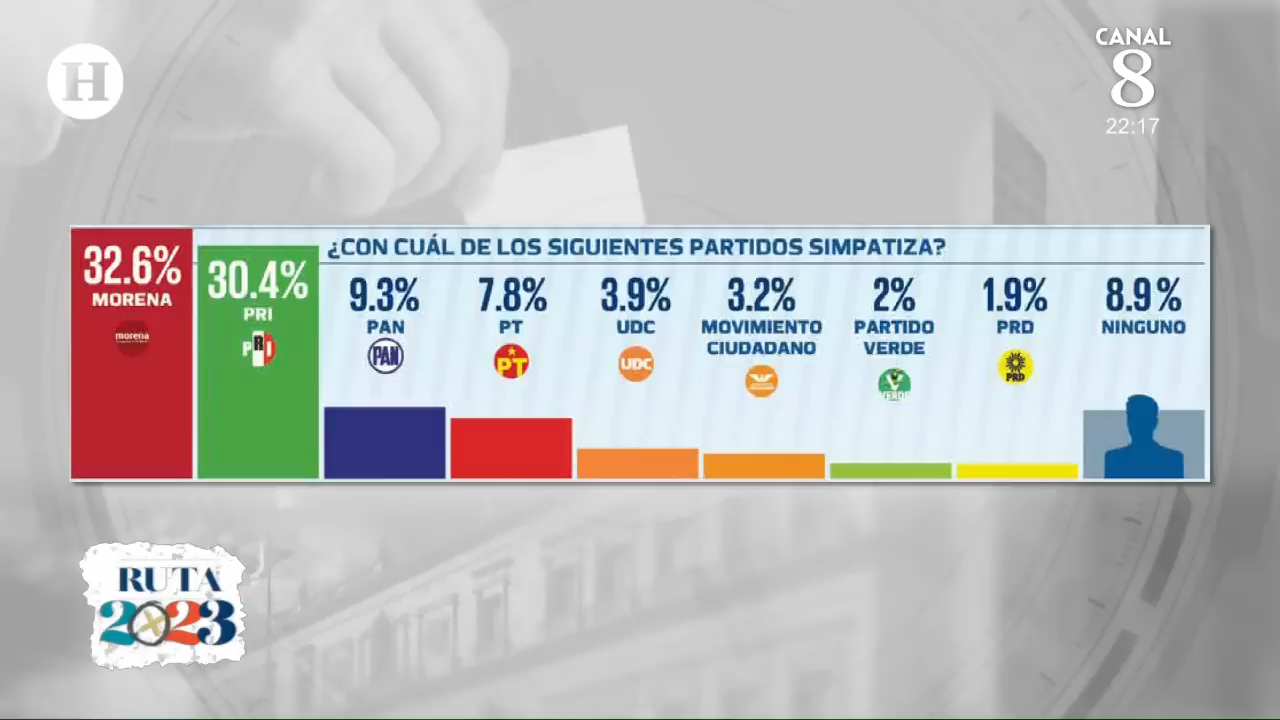 H
CANAL
8
22:17
¿CON CUÁL DE LOS SIGUIENTES PARTIDOS SIMPATIZA?
32.6%
MORENA
morena
30.4%
PRI
PRI
9.3%
PAN
PAN
7.8%
PT
PT
3.9%
UDC
UDC
3.2%
MOVIMIENTO
CIUDADANO
2%
PARTIDO
VERDE
VERDE
1.9%
PRD
PRD
8.9%
NINGUNO
RUTA
2023